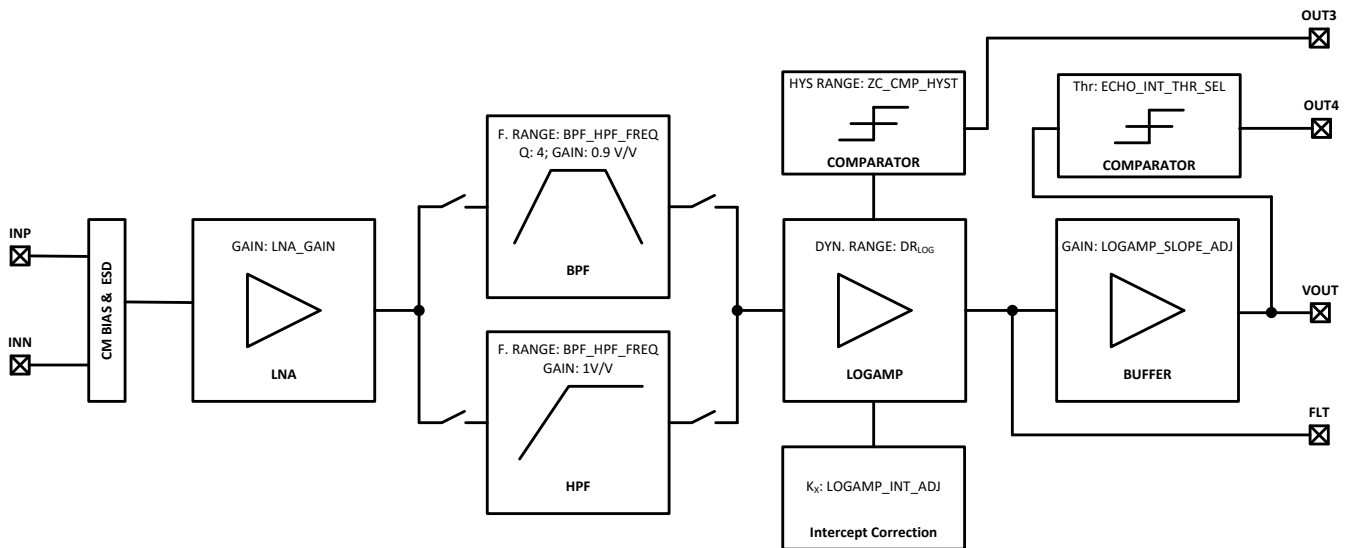 OUT3
HYS RANGE: ZC_CMP_HYST
COMPARATOR
Thr: ECHO_INT_THR_SEL
COMPARATOR
OUT4
F. RANGE: BPF_HPF_FREQ
Q: 4; GAIN: 0.9 V/V
BPF
INP
INN
CM BIAS & ESD
GAIN: LNA_GAIN
LNA
DYN. RANGE: DRLOG
LOGAMP
GAIN: LOGAMP_SLOPE_ADJ
BUFFER
VOUT
F. RANGE: BPF_HPF_FREQ
GAIN: 1V/V
HPF
FLT
KX: LOGAMP_INT_ADJ
Intercept Correction